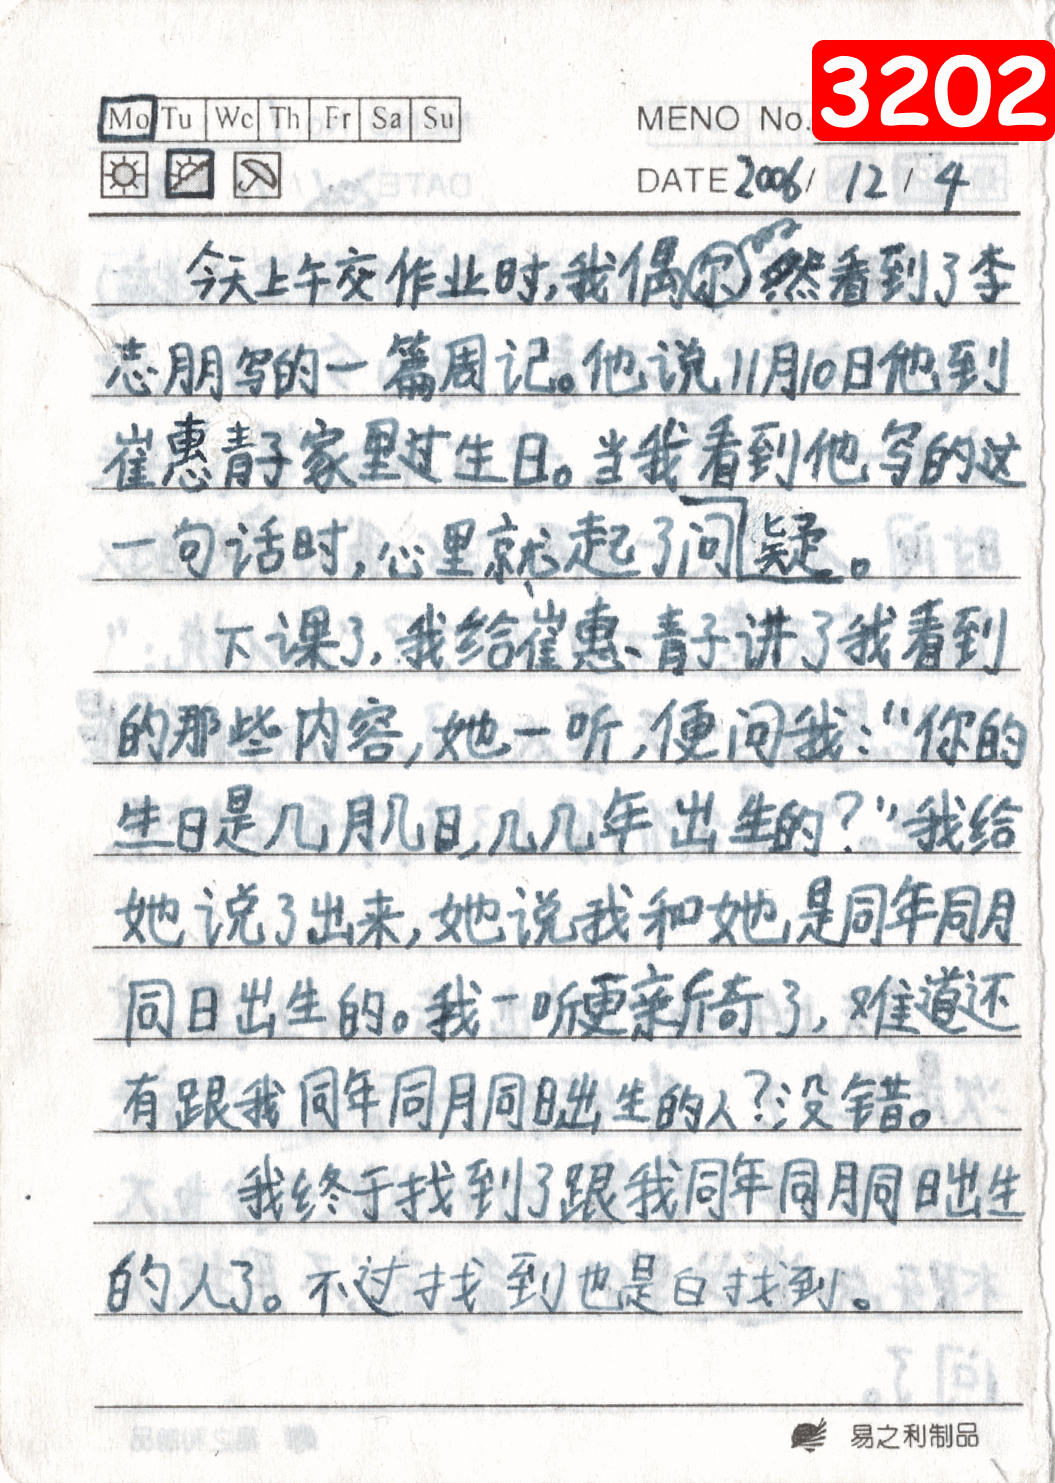 3202
Mo Tu We Th Fr Sa Su
MENO No.
DATE 2006/ 12 / 4
今天上午交作业时,我偶尔然看到了李
志朋写的一篇周记。他说11月10日他到
崔惠青子家里过生日。当我看到他写的这
一句话时,心里就起了问疑。
下课了,我给崔惠青子讲了我看到
的那些内容,她一听,便问我:“你的
生日是几月几日,几几年出生的?”我给
她说了出来,她说我和她是同年同月
同日出生的。我一听更亲新奇了,难道还
有跟我同年同月同日出生的人?没错。
我终于找到了跟我同年同月同日出生
的人了。不过找到也是白找到。
易之利制品